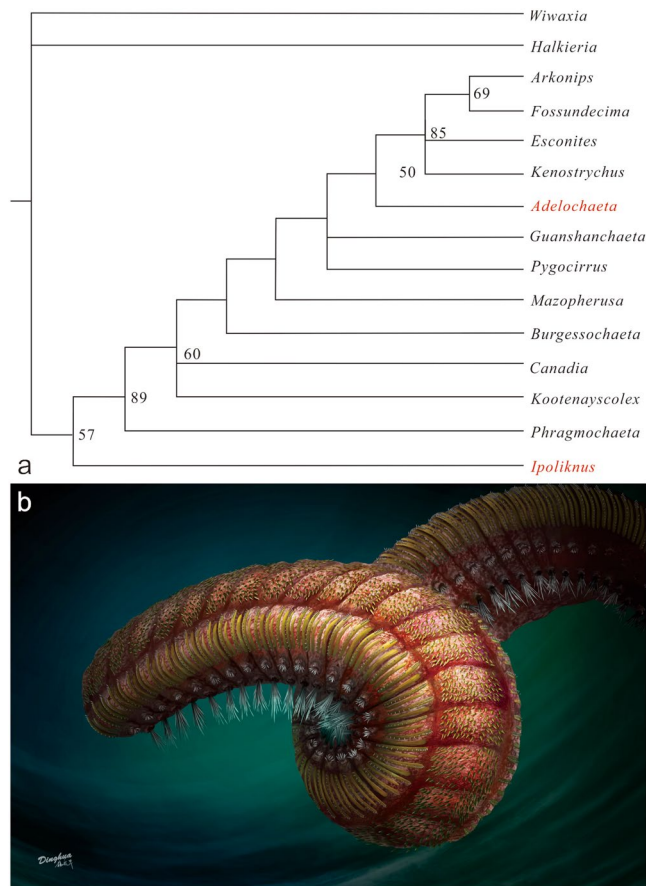 Wiwaxia
Halkieria
Arkonips
69
Fossundecima
85
Esconites
50
Kenostrychus
Adelochaeta
Guanshanchaeta
Pygocirrus
Mazopherusa
Burgessochaeta
60
Canadia
89
Kootenayscolex
57
Phragmochaeta
a
Ipoliknus
b
Dinghua